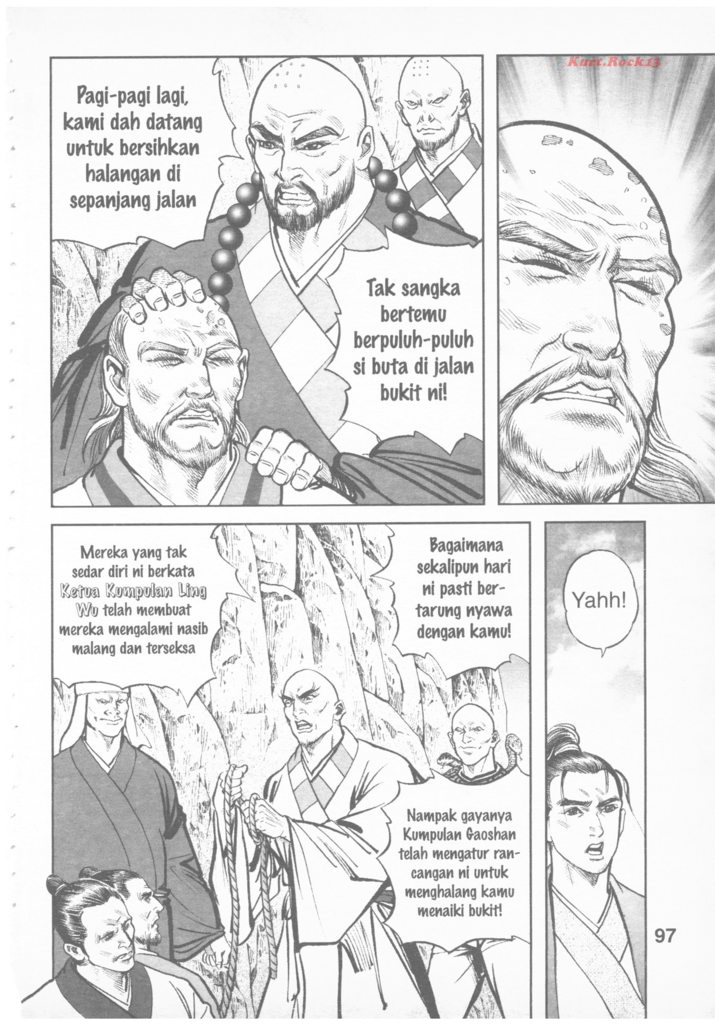 Kurt.Rock13
Pagi-pagi lagi,
kami dah datang
untuk bersihkan
halangan di
sepanjang jalan
Tak sangka
bertemu
berpuluh-puluh
si buta di jalan
bukit ni!
Mereka yang tak
sedar diri ni berkata
Ketua Kumpulan Ling
Wu telah membuat
mereka mengalami nasib
malang dan terseksa
Bagaimana
sekalipun hari
ni pasti ber-
tarung nyawa
dengan kamu!
Nampak gayanya
Kumpulan Gaoshan
telah mengatur ran-
cangan ni untuk
menghalang kamu
menaiki bukit!
Yahh!
97